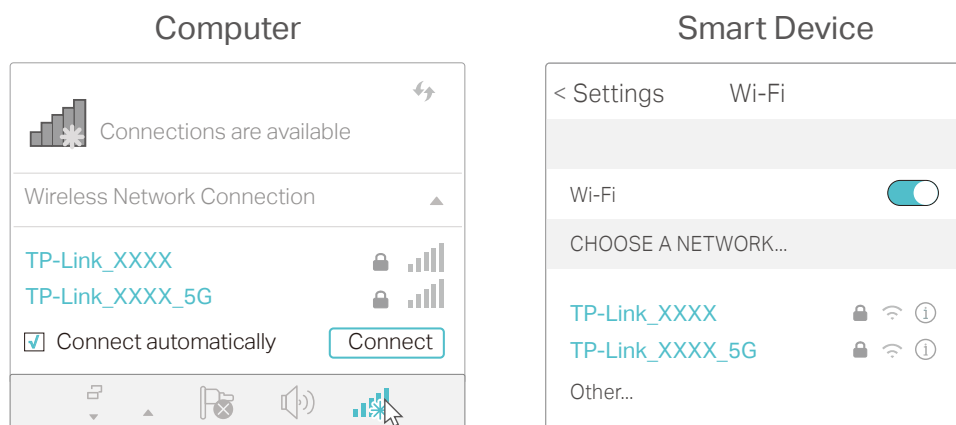 Computer
Connections are available
Wireless Network Connection
TP-Link_XXXX
TP-Link_XXXX_5G
Connect automatically
Connect
Smart Device
< Settings
Wi-Fi
Wi-Fi
CHOOSE A NETWORK...
TP-Link_XXXX
TP-Link_XXXX_5G
Other...